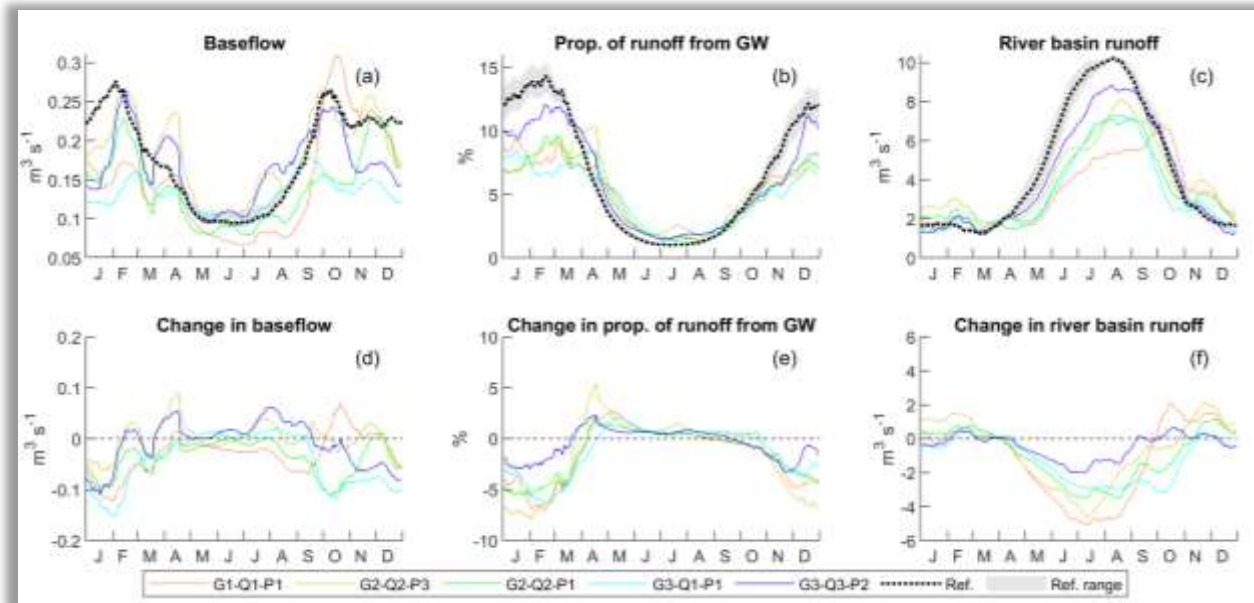 Baseflow
Prop. of runoff from GW
River basin runoff
(a)
(b)
(c)
0.3
0.25
0.2
0.15
0.1
0.05
m³ s⁻¹
J F M A M J J A S O N D
15
10
5
0
%
J F M A M J J A S O N D
10
8
6
4
2
0
m³ s⁻¹
J F M A M J J A S O N D
Change in baseflow
Change in prop. of runoff from GW
Change in river basin runoff
(d)
(e)
(f)
0.2
0.1
0
-0.1
-0.2
m³ s⁻¹
J F M A M J J A S O N D
10
5
0
-5
-10
%
J F M A M J J A S O N D
6
4
2
0
-2
-4
-6
m³ s⁻¹
J F M A M J J A S O N D
G1-Q1-P1 G2-Q2-P3 G2-Q2-P1 G3-Q1-P1 G3-Q3-P2 Ref. Ref. range